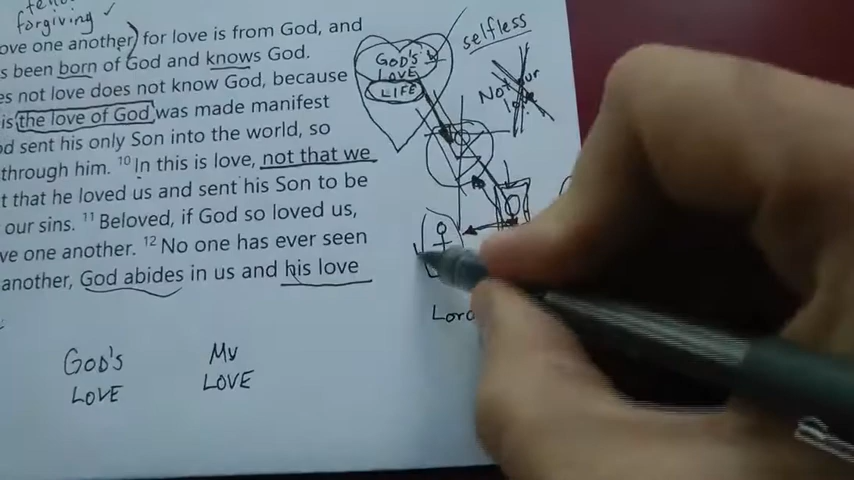 forgiving ✓
ove one another, for love is from God, and
s been born of God and knows God.
es not love does not know God, because
is the love of God was made manifest
d sent his only Son into the world, so
through him. 10 In this is love, not that we
t that he loved us and sent his Son to be
our sins. 11 Beloved, if God so loved us,
ve one another. 12 No one has ever seen
another, God abides in us and his love
GOD'S
LOVE
LIFE
selfless
Not our
love
Lord
GOD'S
LOVE
My
LOVE